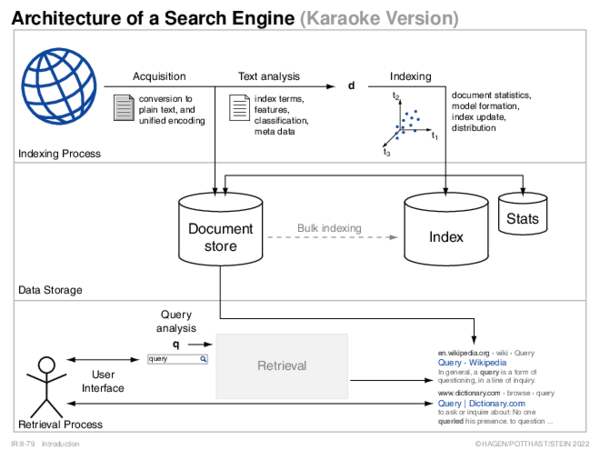 Architecture of a Search Engine (Karaoke Version)
Acquisition
conversion to
plain text, and
unified encoding
Text analysis
index terms,
features,
classification,
meta data
d
Indexing
t2
t1
t3
document statistics,
model formation,
index update,
distribution
Indexing Process
Document
store
Bulk indexing
Index
Stats
Data Storage
Query
analysis
q
query
User
Interface
Retrieval
en.wikipedia.org › wiki › Query
Query - Wikipedia
In general, a query is a form of
questioning, in a line of inquiry.
www.dictionary.com › browse › query
Query | Dictionary.com
to ask or inquire about: No one
queried his presence. to question ...
Retrieval Process
IR:II-79 Introduction
©HAGEN/POTTHAST/STEIN 2022